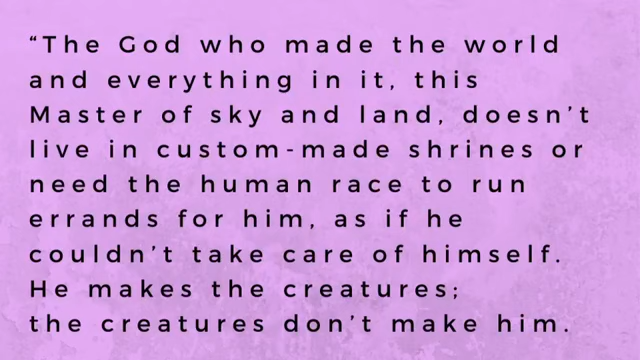 “The God who made the world
and everything in it, this
Master of sky and land, doesn’t
live in custom-made shrines or
need the human race to run
errands for him, as if he
couldn’t take care of himself.
He makes the creatures;
the creatures don’t make him.